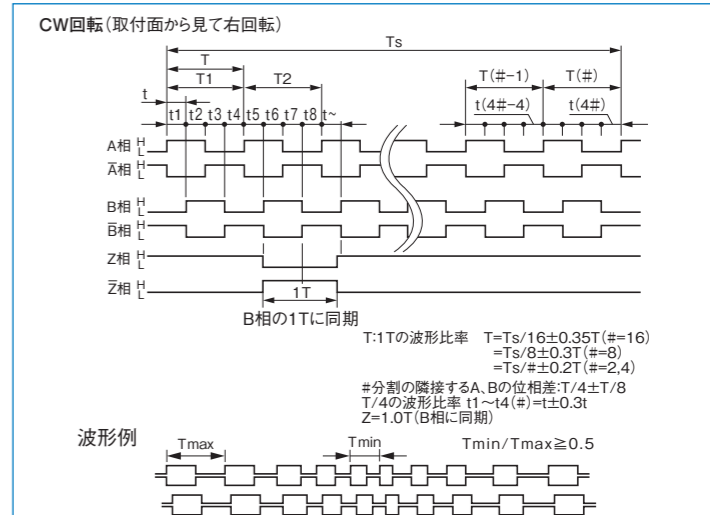 CW回転(取付面から見て右回転)
Ts
T
T(#-1) T(#)
T1 T2
t
t(4#-4) t(4#)
t1 t2 t3 t4 t5 t6 t7 t8 t~
A相 H L
A̅相 H L
B相 H L
B̅相 H L
Z相 H L
Z̅相 H L
1T
B相の1Tに同期
T:1Tの波形比率 T=Ts/16±0.35T(#=16)
=Ts/8±0.3T(#=8)
=Ts/#±0.2T(#=2,4)
#分割の隣接するA、Bの位相差:T/4±T/8
T/4の波形比率 t1~t4(#)=t±0.3t
Z=1.0T(B相に同期)
波形例
Tmax Tmin Tmin/Tmax≧0.5